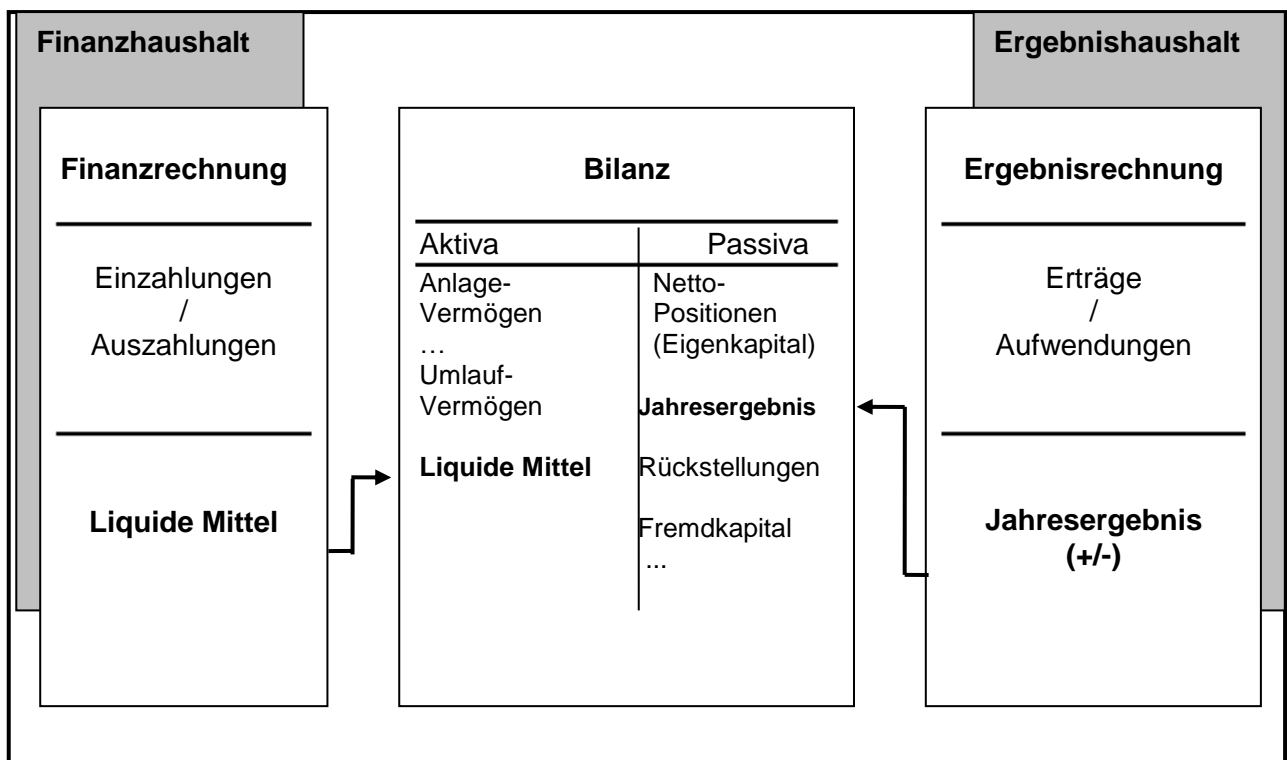 Finanzhaushalt
Ergebnishaushalt
Finanzrechnung
Einzahlungen
/
Auszahlungen
Liquide Mittel
Bilanz
Aktiva
Passiva
Anlage-
Vermögen
…
Umlauf-
Vermögen
Liquide Mittel
Netto-
Positionen
(Eigenkapital)
Jahresergebnis
Rückstellungen
Fremdkapital
...
Ergebnisrechnung
Erträge
/
Aufwendungen
Jahresergebnis
(+/-)